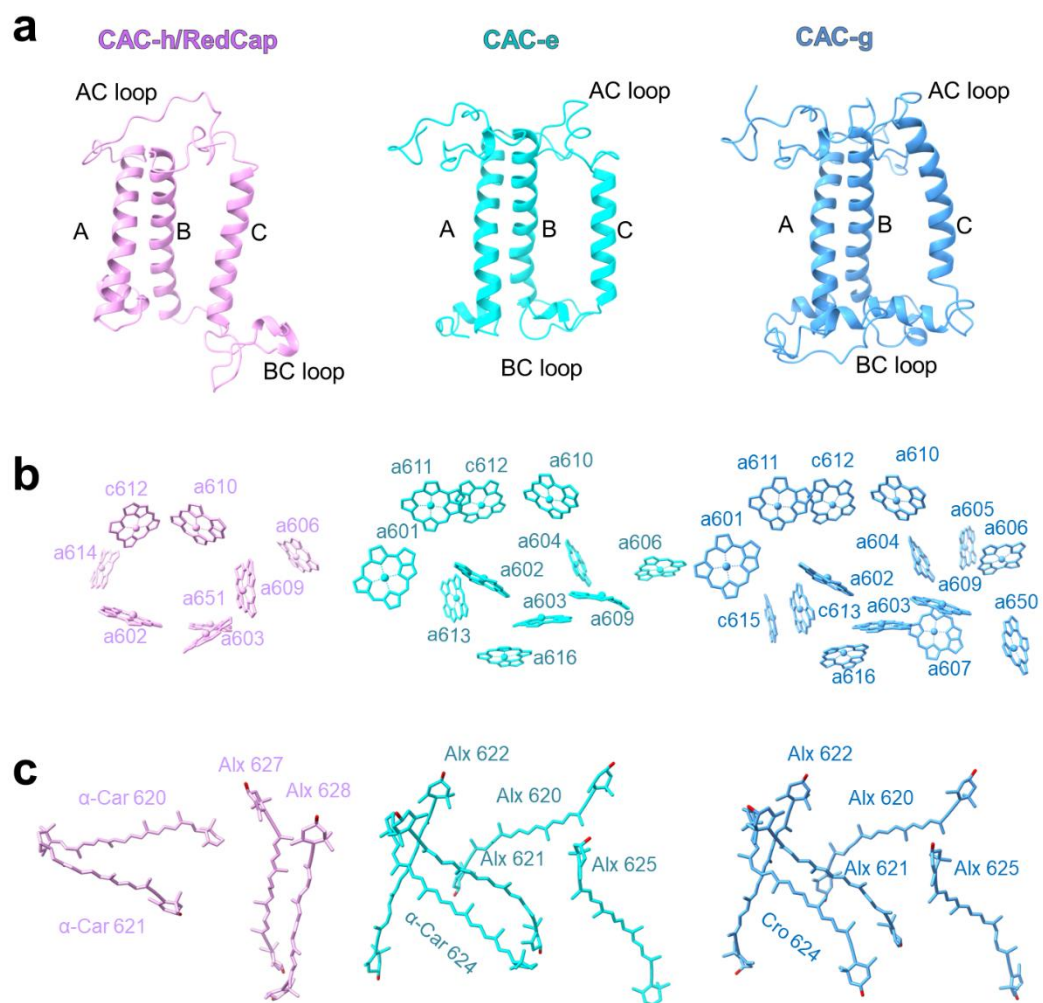 a
CAC-h/RedCap
CAC-e
CAC-g
AC loop
AC loop
AC loop
A
B
C
A
B
C
A
B
C
BC loop
BC loop
BC loop
b
c612
a610
a606
a614
a651
a609
a602
a603
a611
c612
a610
a601
a604
a606
a602
a603
a609
a613
a616
a611
c612
a610
a605
a601
a604
a606
a602
a609
a603
a650
c615
c613
a616
a607
c
Alx 627
α-Car 620
Alx 628
α-Car 621
Alx 622
Alx 620
Alx 621
Alx 625
α-Car 624
Alx 622
Alx 620
Alx 621
Alx 625
Cro 624